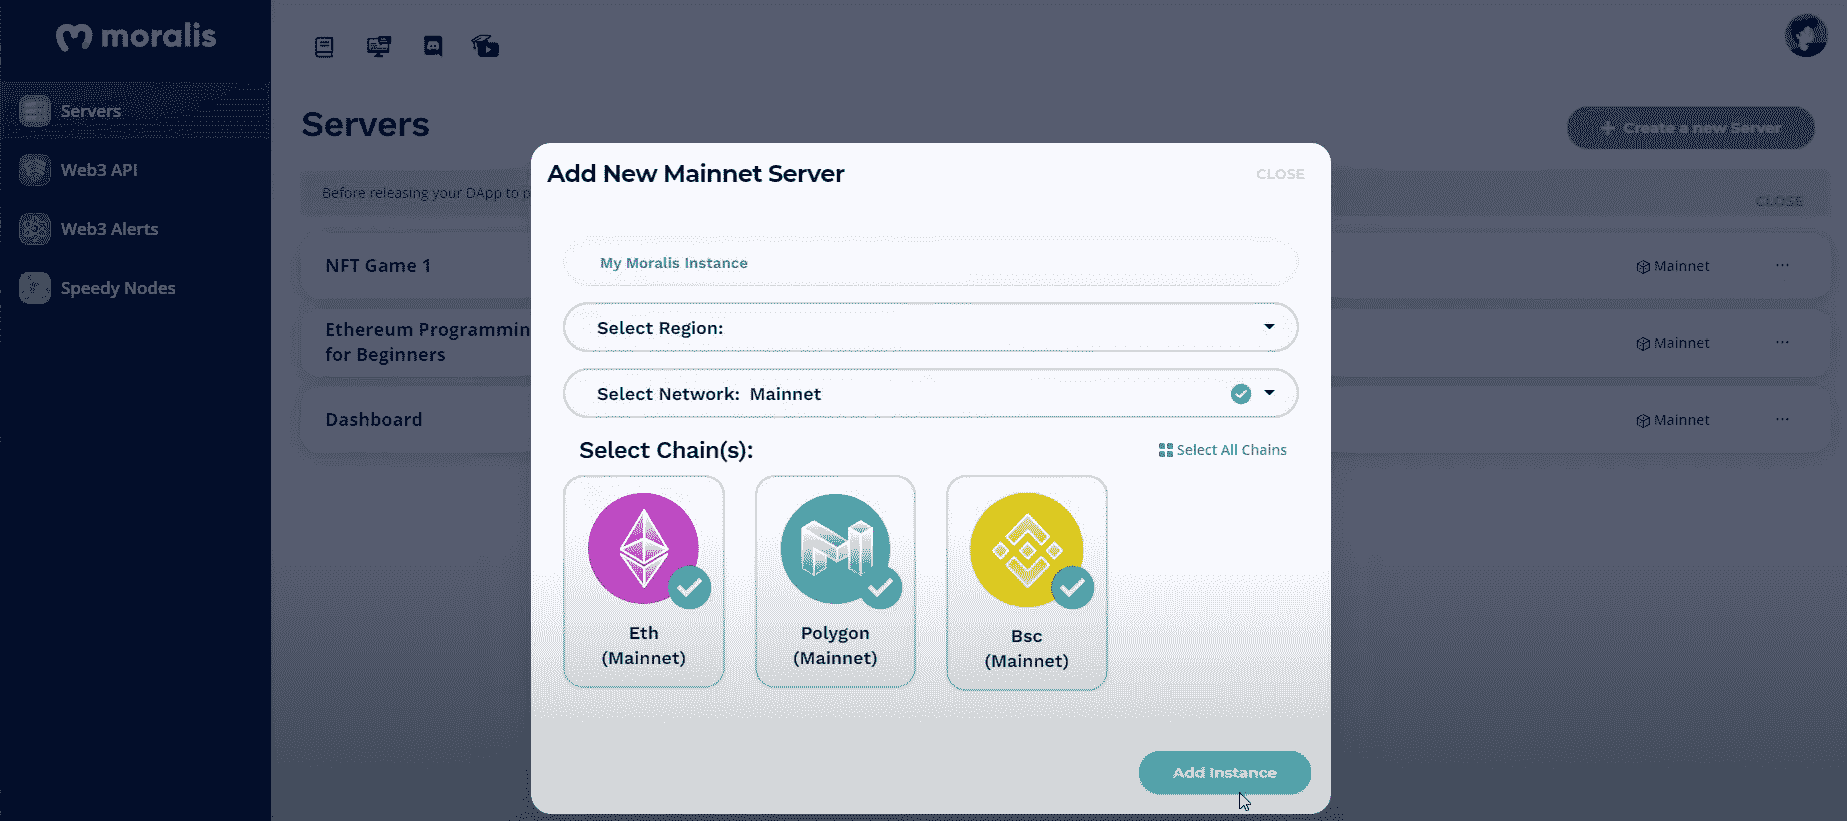 moralis
Servers
Web3 API
Web3 Alerts
Speedy Nodes
Servers
+ Create a new Server
Before releasing your DApp to p
CLOSE
NFT Game 1
Mainnet
Ethereum Programmin
for Beginners
Mainnet
Dashboard
Mainnet
Add New Mainnet Server
CLOSE
My Moralis Instance
Select Region:
Select Network: Mainnet
Select Chain(s):
Select All Chains
Eth
(Mainnet)
Polygon
(Mainnet)
Bsc
(Mainnet)
Add Instance